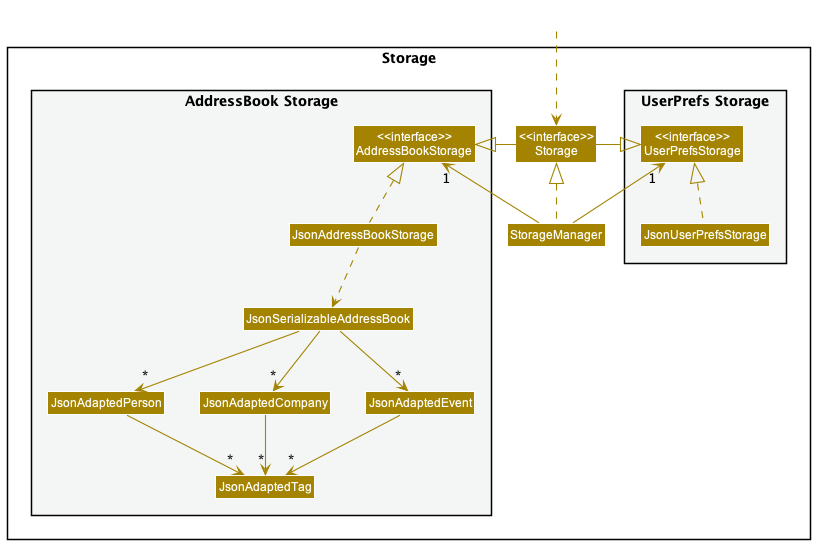 Storage
AddressBook Storage
UserPrefs Storage
<<interface>>
AddressBookStorage
<<interface>>
Storage
<<interface>>
UserPrefsStorage
1
1
JsonAddressBookStorage
StorageManager
JsonUserPrefsStorage
JsonSerializableAddressBook
*
*
*
JsonAdaptedPerson
JsonAdaptedCompany
JsonAdaptedEvent
*
*
*
JsonAdaptedTag